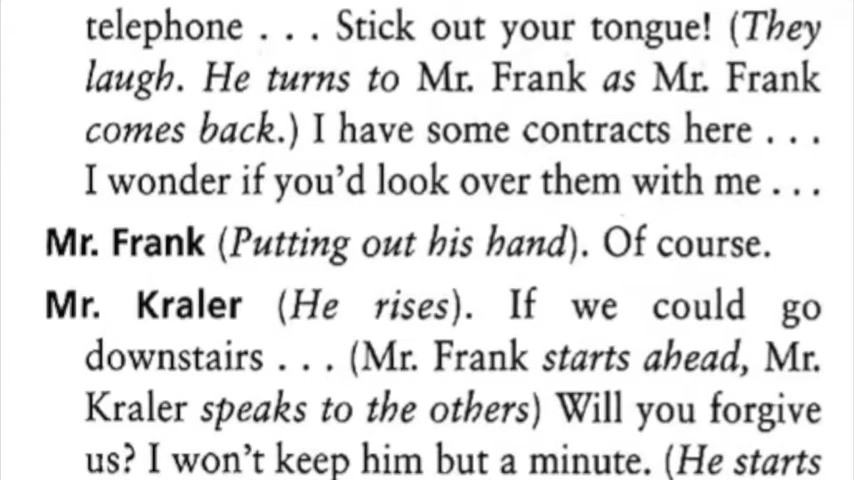 telephone . . . Stick out your tongue! (They
laugh. He turns to Mr. Frank as Mr. Frank
comes back.) I have some contracts here . . .
I wonder if you'd look over them with me . . .
Mr. Frank (Putting out his hand). Of course.
Mr. Kraler (He rises). If we could go
downstairs . . . (Mr. Frank starts ahead, Mr.
Kraler speaks to the others) Will you forgive
us? I won't keep him but a minute. (He starts